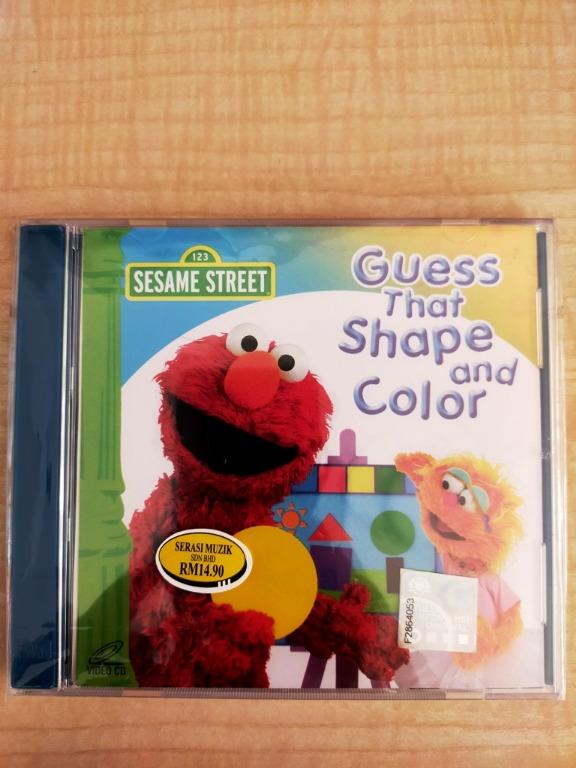 123
SESAME STREET
Guess
That
Shape
and
Color
SERASI MUZIK
SDN BHD
RM14.90
F2864053
VIDEO CD